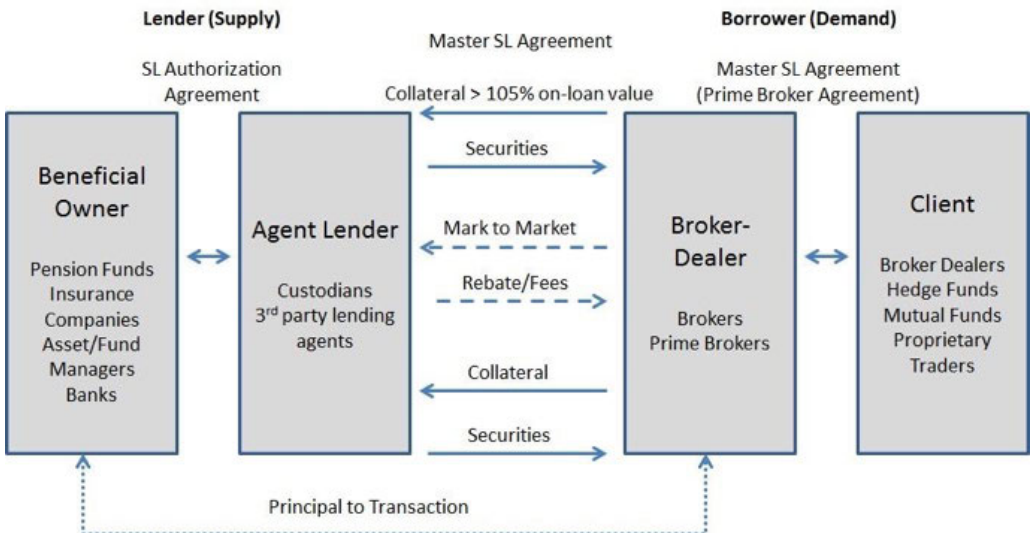 Lender (Supply)
Borrower (Demand)
Master SL Agreement
SL Authorization
Agreement
Master SL Agreement
(Prime Broker Agreement)
Collateral > 105% on-loan value
Securities
Beneficial
Owner
Pension Funds
Insurance
Companies
Asset/Fund
Managers
Banks
Agent Lender
Custodians
3rd party lending
agents
Mark to Market
Rebate/Fees
Collateral
Securities
Broker-
Dealer
Brokers
Prime Brokers
Client
Broker Dealers
Hedge Funds
Mutual Funds
Proprietary
Traders
Principal to Transaction